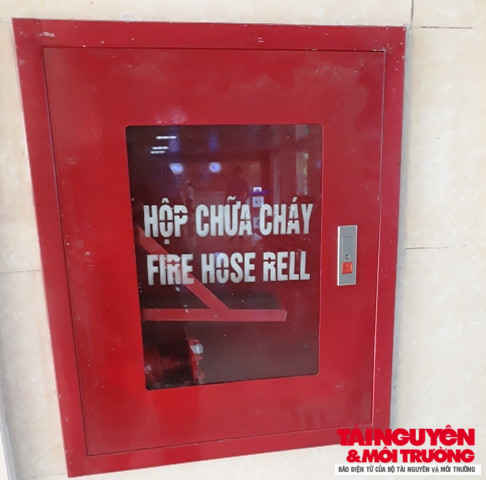 HỘP CHỮA CHÁY
FIRE HOSE RELL
TÀI NGUYÊN
& MÔI TRƯỜNG
BÁO ĐIỆN TỬ CỦA BỘ TÀI NGUYÊN VÀ MÔI TRƯỜNG